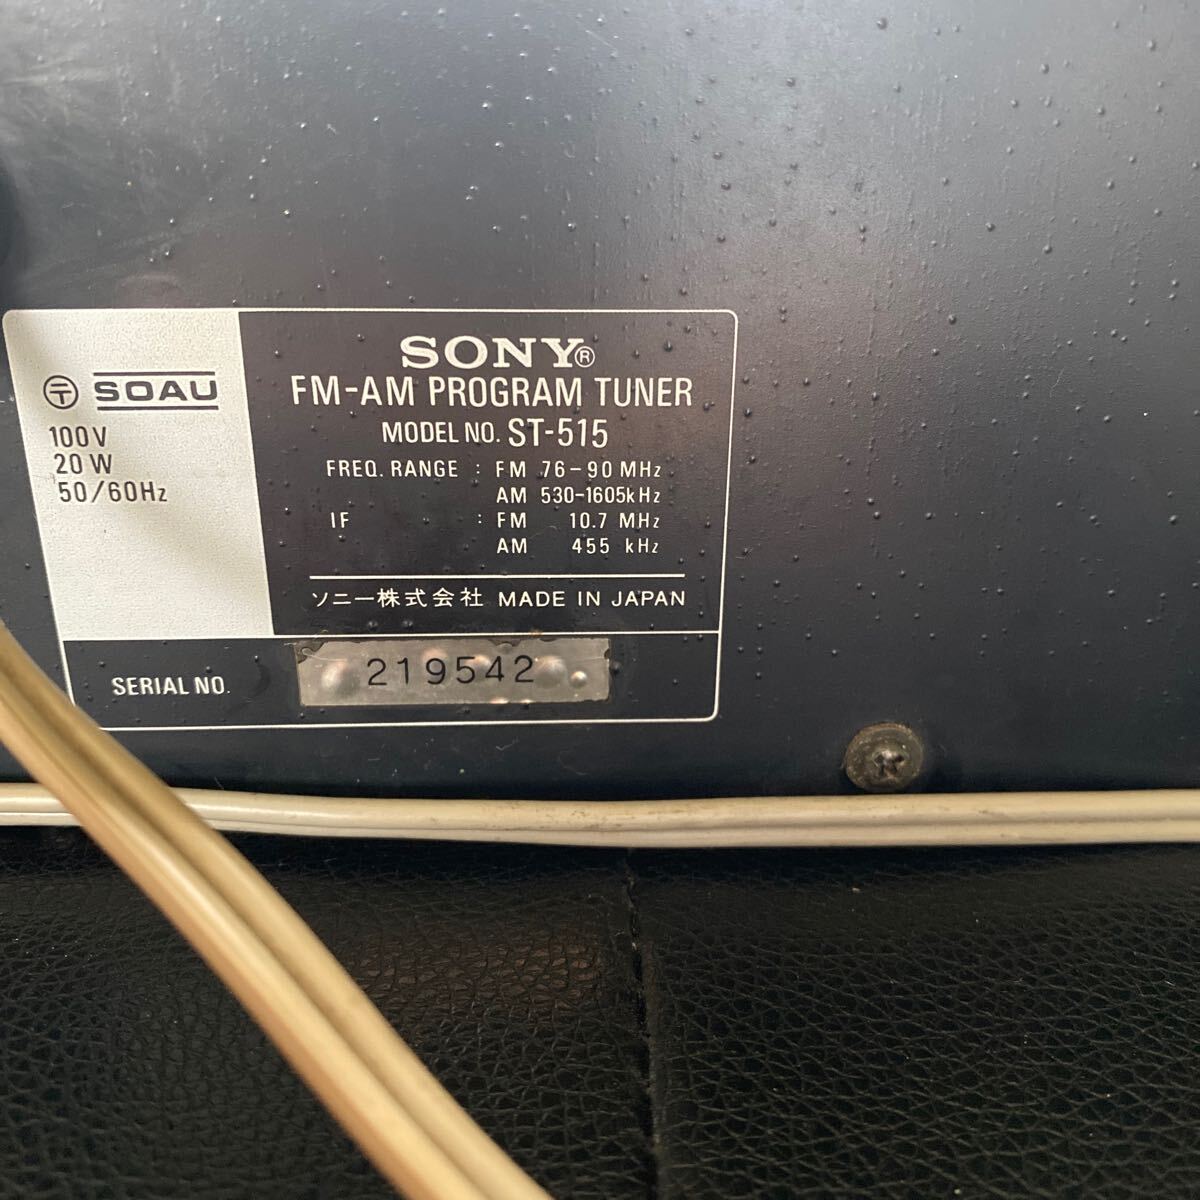 〒 SOAU
100V
20W
50/60Hz
SONY®
FM-AM PROGRAM TUNER
MODEL NO. ST-515
FREQ. RANGE : FM 76-90 MHz
AM 530-1605kHz
IF : FM 10.7 MHz
AM 455 kHz
ソニー株式会社 MADE IN JAPAN
SERIAL NO. 219542